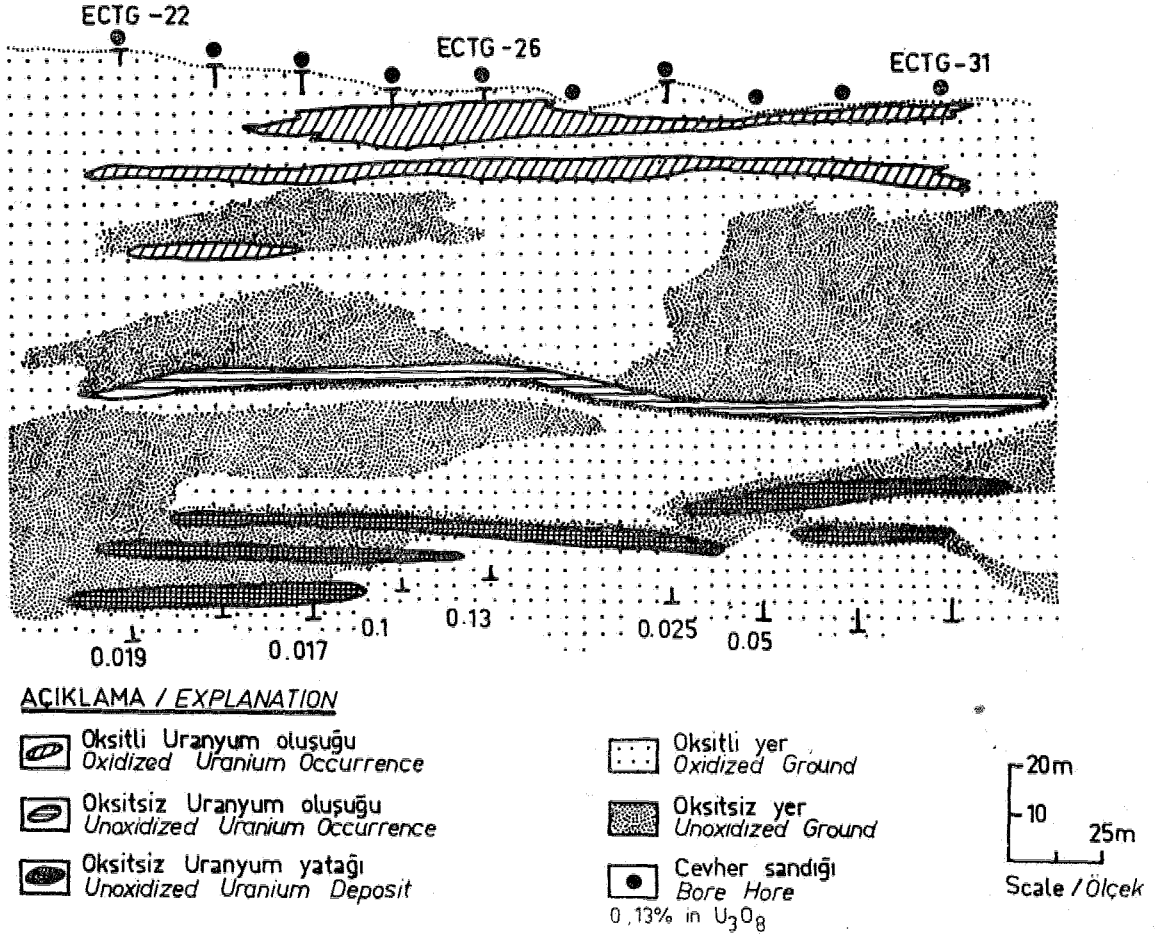 ECTG-22
ECTG-26
ECTG-31
0.019
0.017
0.1
0.13
0.025
0.05
AÇIKLAMA / EXPLANATION
Oksitli Uranyum oluşuğu
Oxidized Uranium Occurrence
Oksitsiz Uranyum oluşuğu
Unoxidized Uranium Occurrence
Oksitsiz Uranyum yatağı
Unoxidized Uranium Deposit
Oksitli yer
Oxidized Ground
Oksitsiz yer
Unoxidized Ground
Cevher sandığı
Bore Hore
0,13% in U₃O₈
20m
10
25m
Scale / Ölçek